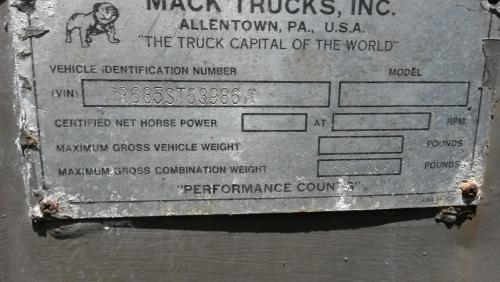 MACK TRUCKS, INC.
ALLENTOWN, PA., U.S.A.
"THE TRUCK CAPITAL OF THE WORLD"
VEHICLE IDENTIFICATION NUMBER MODEL
(VIN) R685ST53986
CERTIFIED NET HORSE POWER AT RPM
MAXIMUM GROSS VEHICLE WEIGHT POUNDS
MAXIMUM GROSS COMBINATION WEIGHT POUNDS
"PERFORMANCE COUNTS"